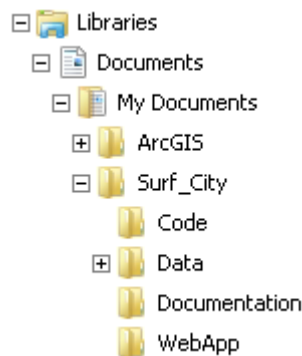 Libraries
Documents
My Documents
ArcGIS
Surf_City
Code
Data
Documentation
WebApp